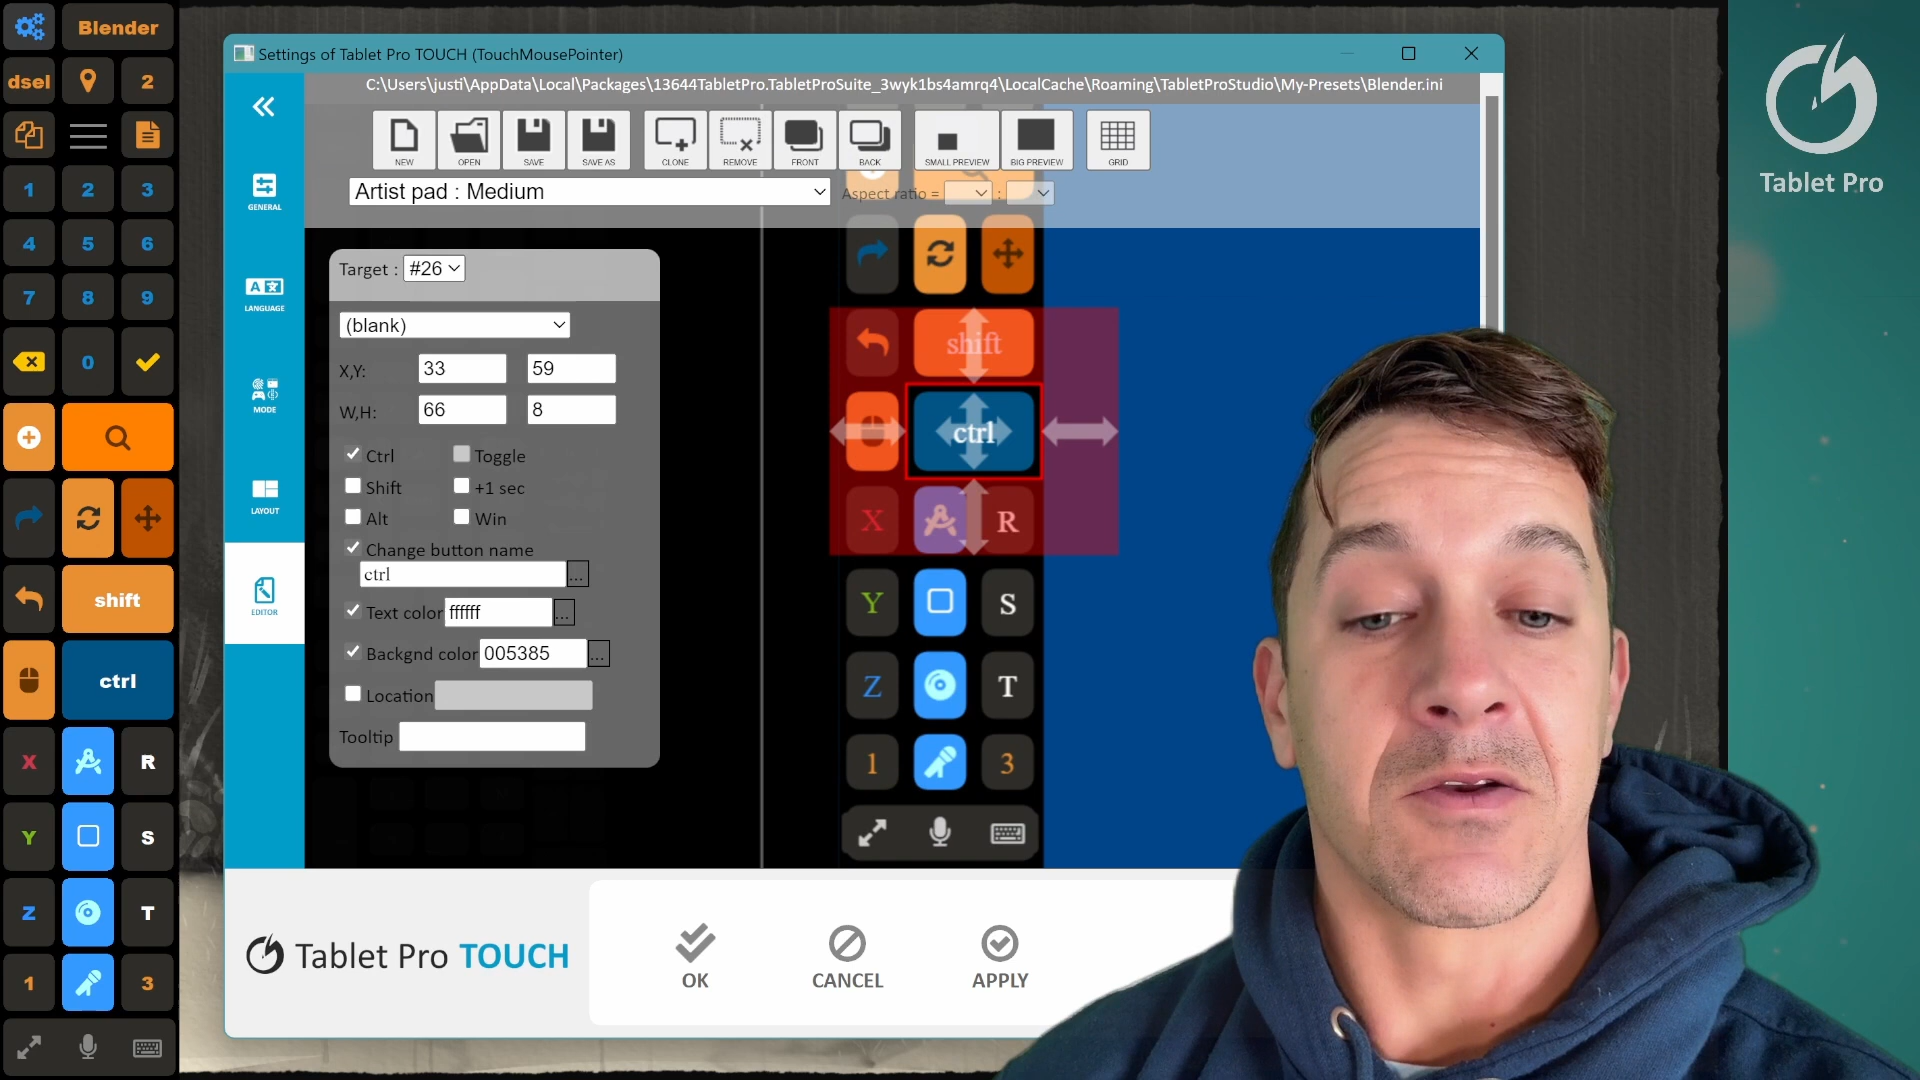 Blender
dsel
2
1 2 3
4 5 6
7 8 9
0
shift
ctrl
X R
Y S
Z T
1 3
Settings of Tablet Pro TOUCH (TouchMousePointer)
C:\Users\justi\AppData\Local\Packages\13644TabletPro.TabletProSuite_3wyk1bs4amrq4\LocalCache\Roaming\TabletProStudio\My-Presets\Blender.ini
NEW OPEN SAVE SAVE AS CLONE REMOVE FRONT BACK SMALL PREVIEW BIG PREVIEW GRID
Artist pad : Medium Aspect ratio = :
GENERAL
A
LANGUAGE
MODE
LAYOUT
EDITOR
Target : #26
(blank)
X,Y: 33 59
W,H: 66 8
Ctrl Toggle
Shift +1 sec
Alt Win
Change button name
ctrl ...
Text color ffffff ...
Backgnd color 005385 ...
Location
Tooltip
shift
ctrl
X R
Y S
Z T
1 3
Tablet Pro TOUCH
OK CANCEL APPLY
Tablet Pro